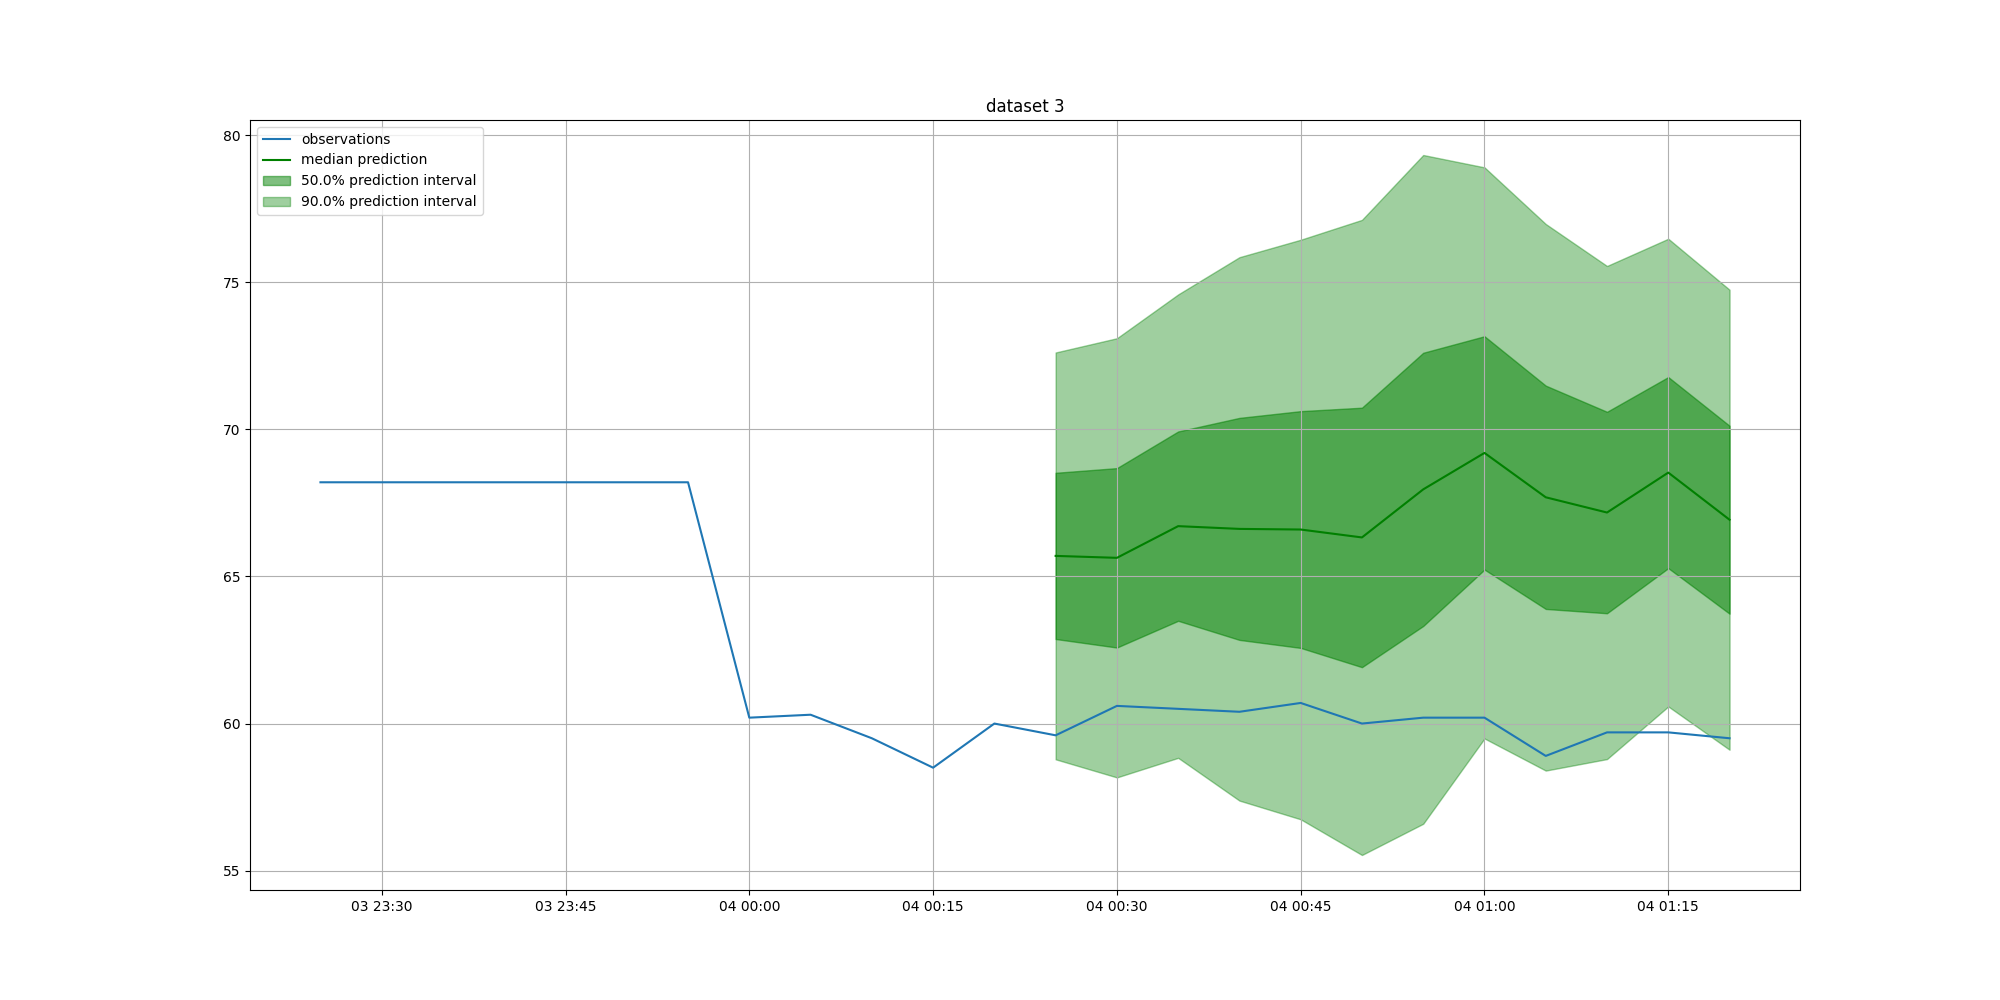 dataset 3
observations
median prediction
50.0% prediction interval
90.0% prediction interval
80
75
70
65
60
55
03 23:30
03 23:45
04 00:00
04 00:15
04 00:30
04 00:45
04 01:00
04 01:15